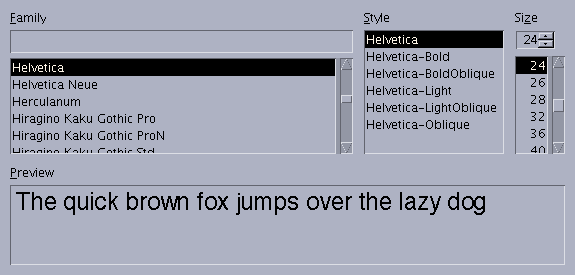 Family
Helvetica
Helvetica Neue
Herculanum
Hiragino Kaku Gothic Pro
Hiragino Kaku Gothic ProN
Hiragino Kaku Gothic Std
Style
Helvetica
Helvetica-Bold
Helvetica-BoldOblique
Helvetica-Light
Helvetica-LightOblique
Helvetica-Oblique
Size
24
24
26
28
32
36
40
Preview
The quick brown fox jumps over the lazy dog